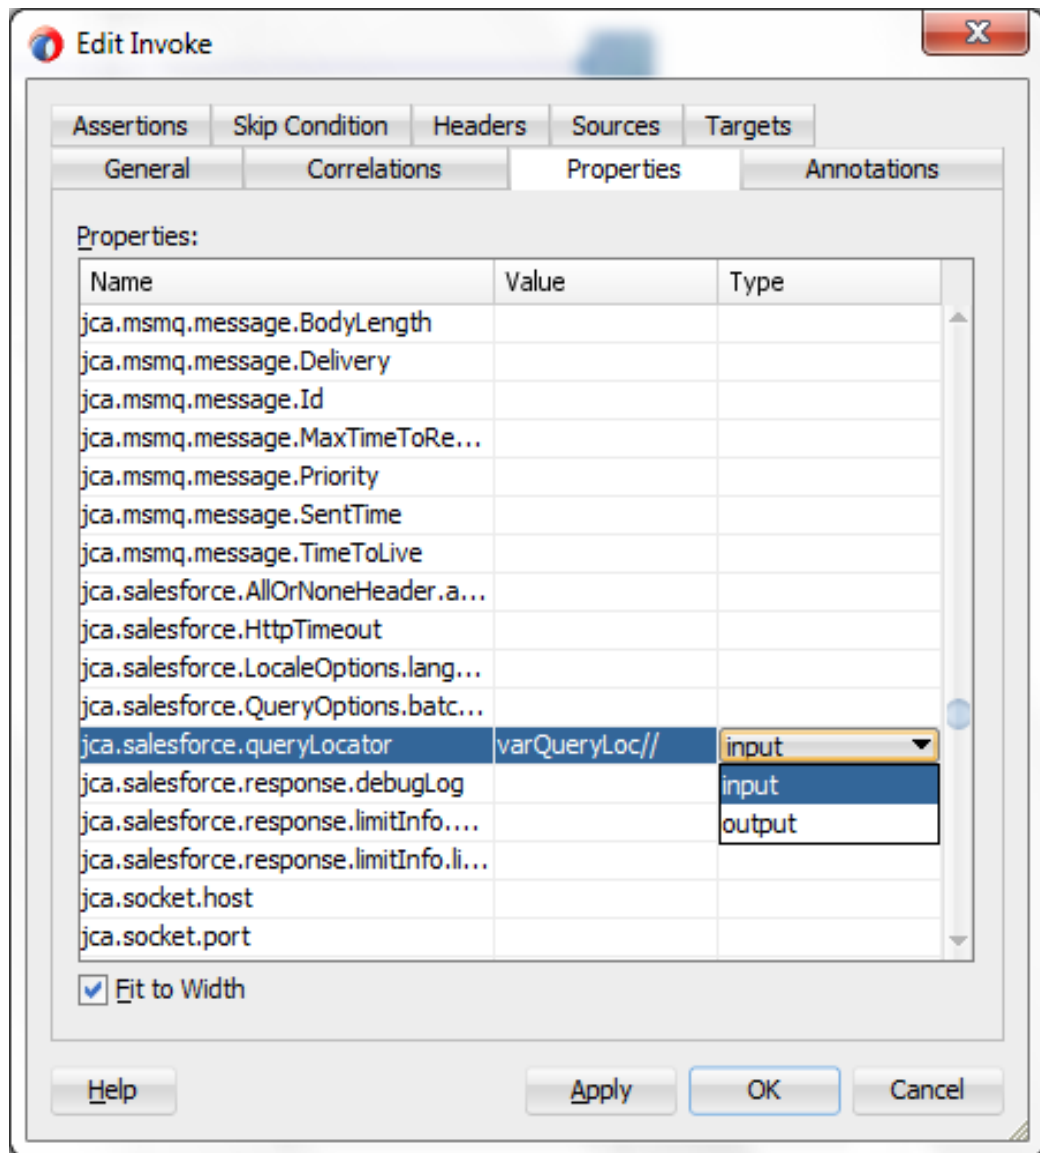 Edit Invoke
Assertions Skip Condition Headers Sources Targets
General Correlations Properties Annotations
Properties:
Name Value Type
jca.msmq.message.BodyLength
jca.msmq.message.Delivery
jca.msmq.message.Id
jca.msmq.message.MaxTimeToRe...
jca.msmq.message.Priority
jca.msmq.message.SentTime
jca.msmq.message.TimeToLive
jca.salesforce.AllOrNoneHeader.a...
jca.salesforce.HttpTimeout
jca.salesforce.LocaleOptions.lang...
jca.salesforce.QueryOptions.batc...
jca.salesforce.queryLocator varQueryLoc// input
jca.salesforce.response.debugLog input
jca.salesforce.response.limitInfo.... output
jca.salesforce.response.limitInfo.li...
jca.socket.host
jca.socket.port
Fit to Width
Help Apply OK Cancel